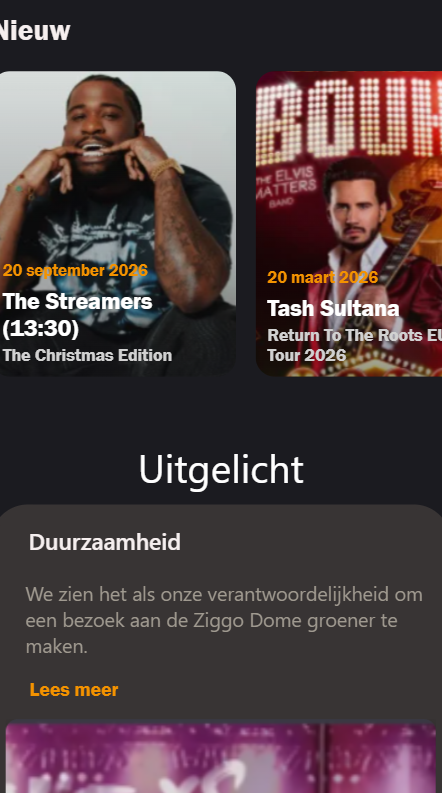 Nieuw
BOUN
THE ELVIS
MATTERS
BAND
20 september 2026
The Streamers
(13:30)
The Christmas Edition
20 maart 2026
Tash Sultana
Return To The Roots EU
Tour 2026
Uitgelicht
Duurzaamheid
We zien het als onze verantwoordelijkheid om
een bezoek aan de Ziggo Dome groener te
maken.
Lees meer